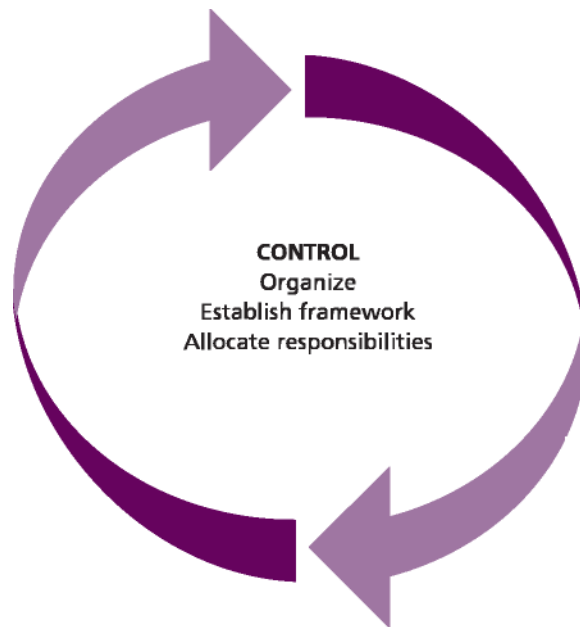 CONTROL
Organize
Establish framework
Allocate responsibilities